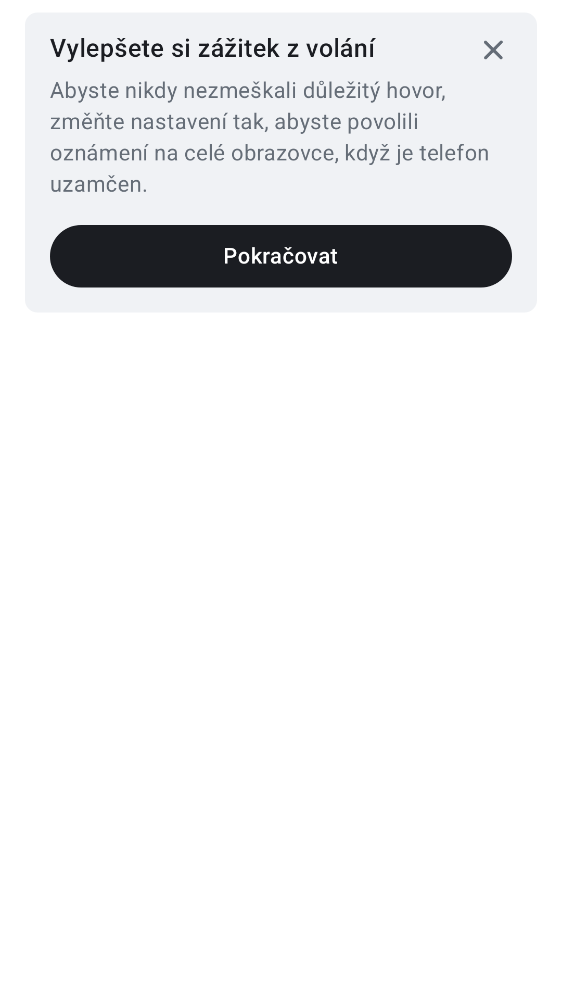 Vylepšete si zážitek z volání
Abyste nikdy nezmeškali důležitý hovor,
změňte nastavení tak, abyste povolili
oznámení na celé obrazovce, když je telefon
uzamčen.
Pokračovat